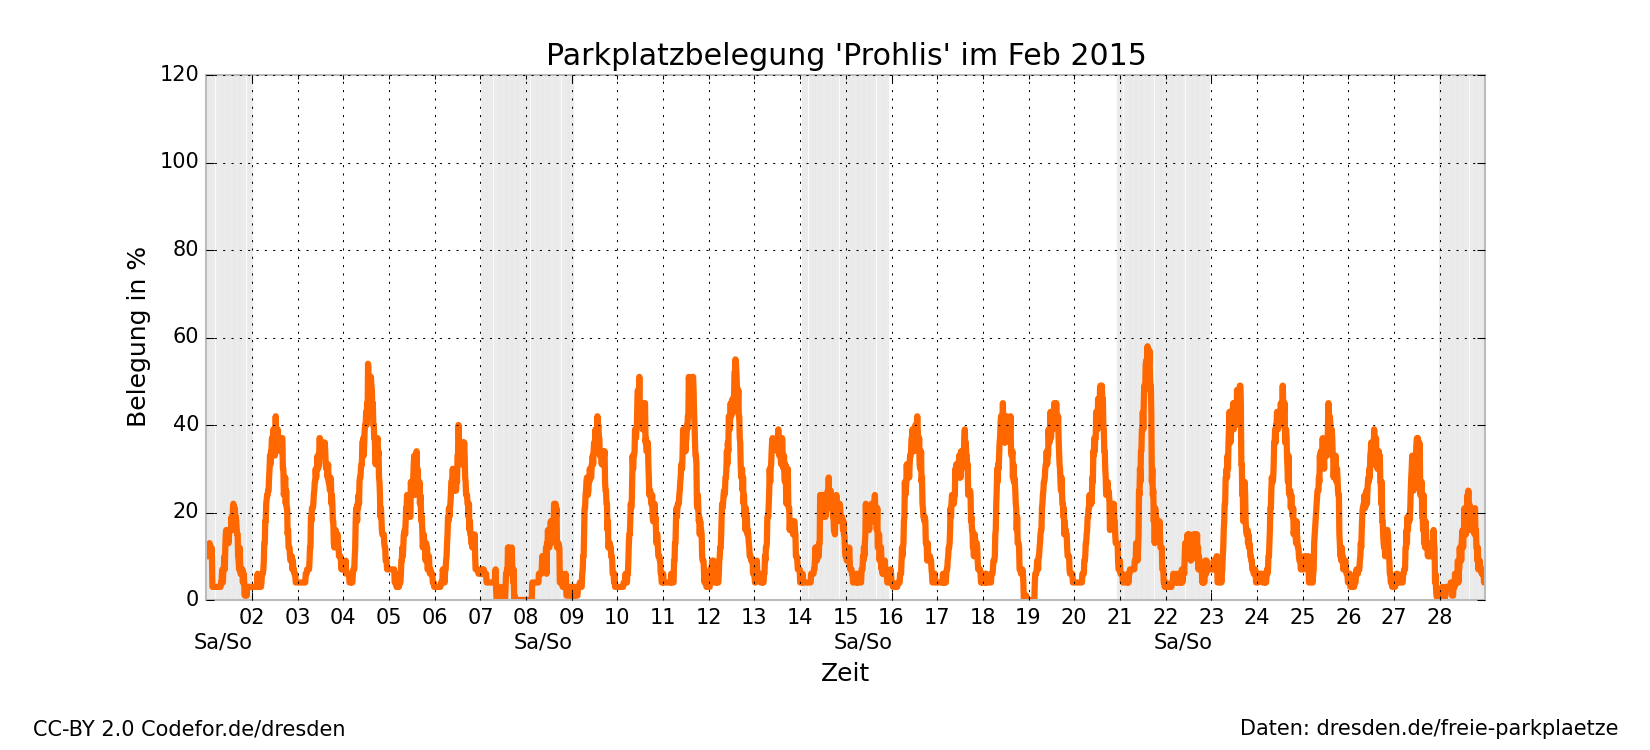 Parkplatzbelegung 'Prohlis' im Feb 2015
120
100
80
60
40
20
0
Belegung in %
02 03 04 05 06 07 08 09 10 11 12 13 14 15 16 17 18 19 20 21 22 23 24 25 26 27 28
Sa/So Sa/So Sa/So Sa/So
Zeit
CC-BY 2.0 Codefor.de/dresden
Daten: dresden.de/freie-parkplaetze